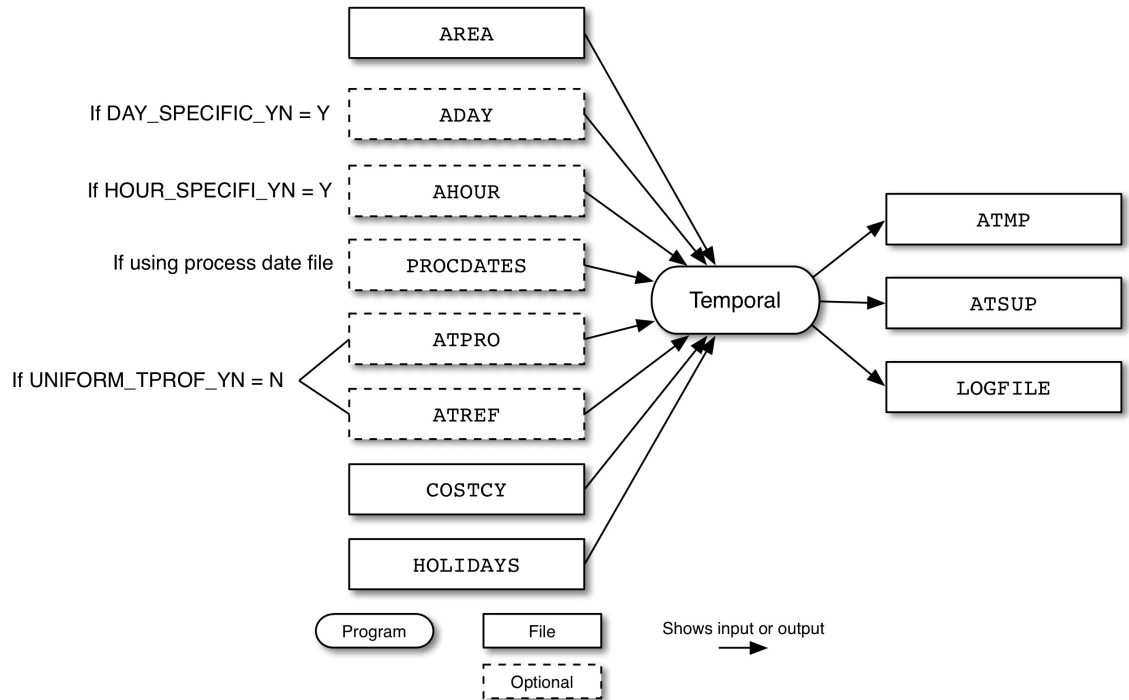 AREA
If DAY_SPECIFIC_YN = Y
ADAY
If HOUR_SPECIFI_YN = Y
AHOUR
If using process date file
PROCDATES
If UNIFORM_TPROF_YN = N
ATPRO
ATREF
COSTCY
HOLIDAYS
Temporal
ATMP
ATSUP
LOGFILE
Program
File
Optional
Shows input or output